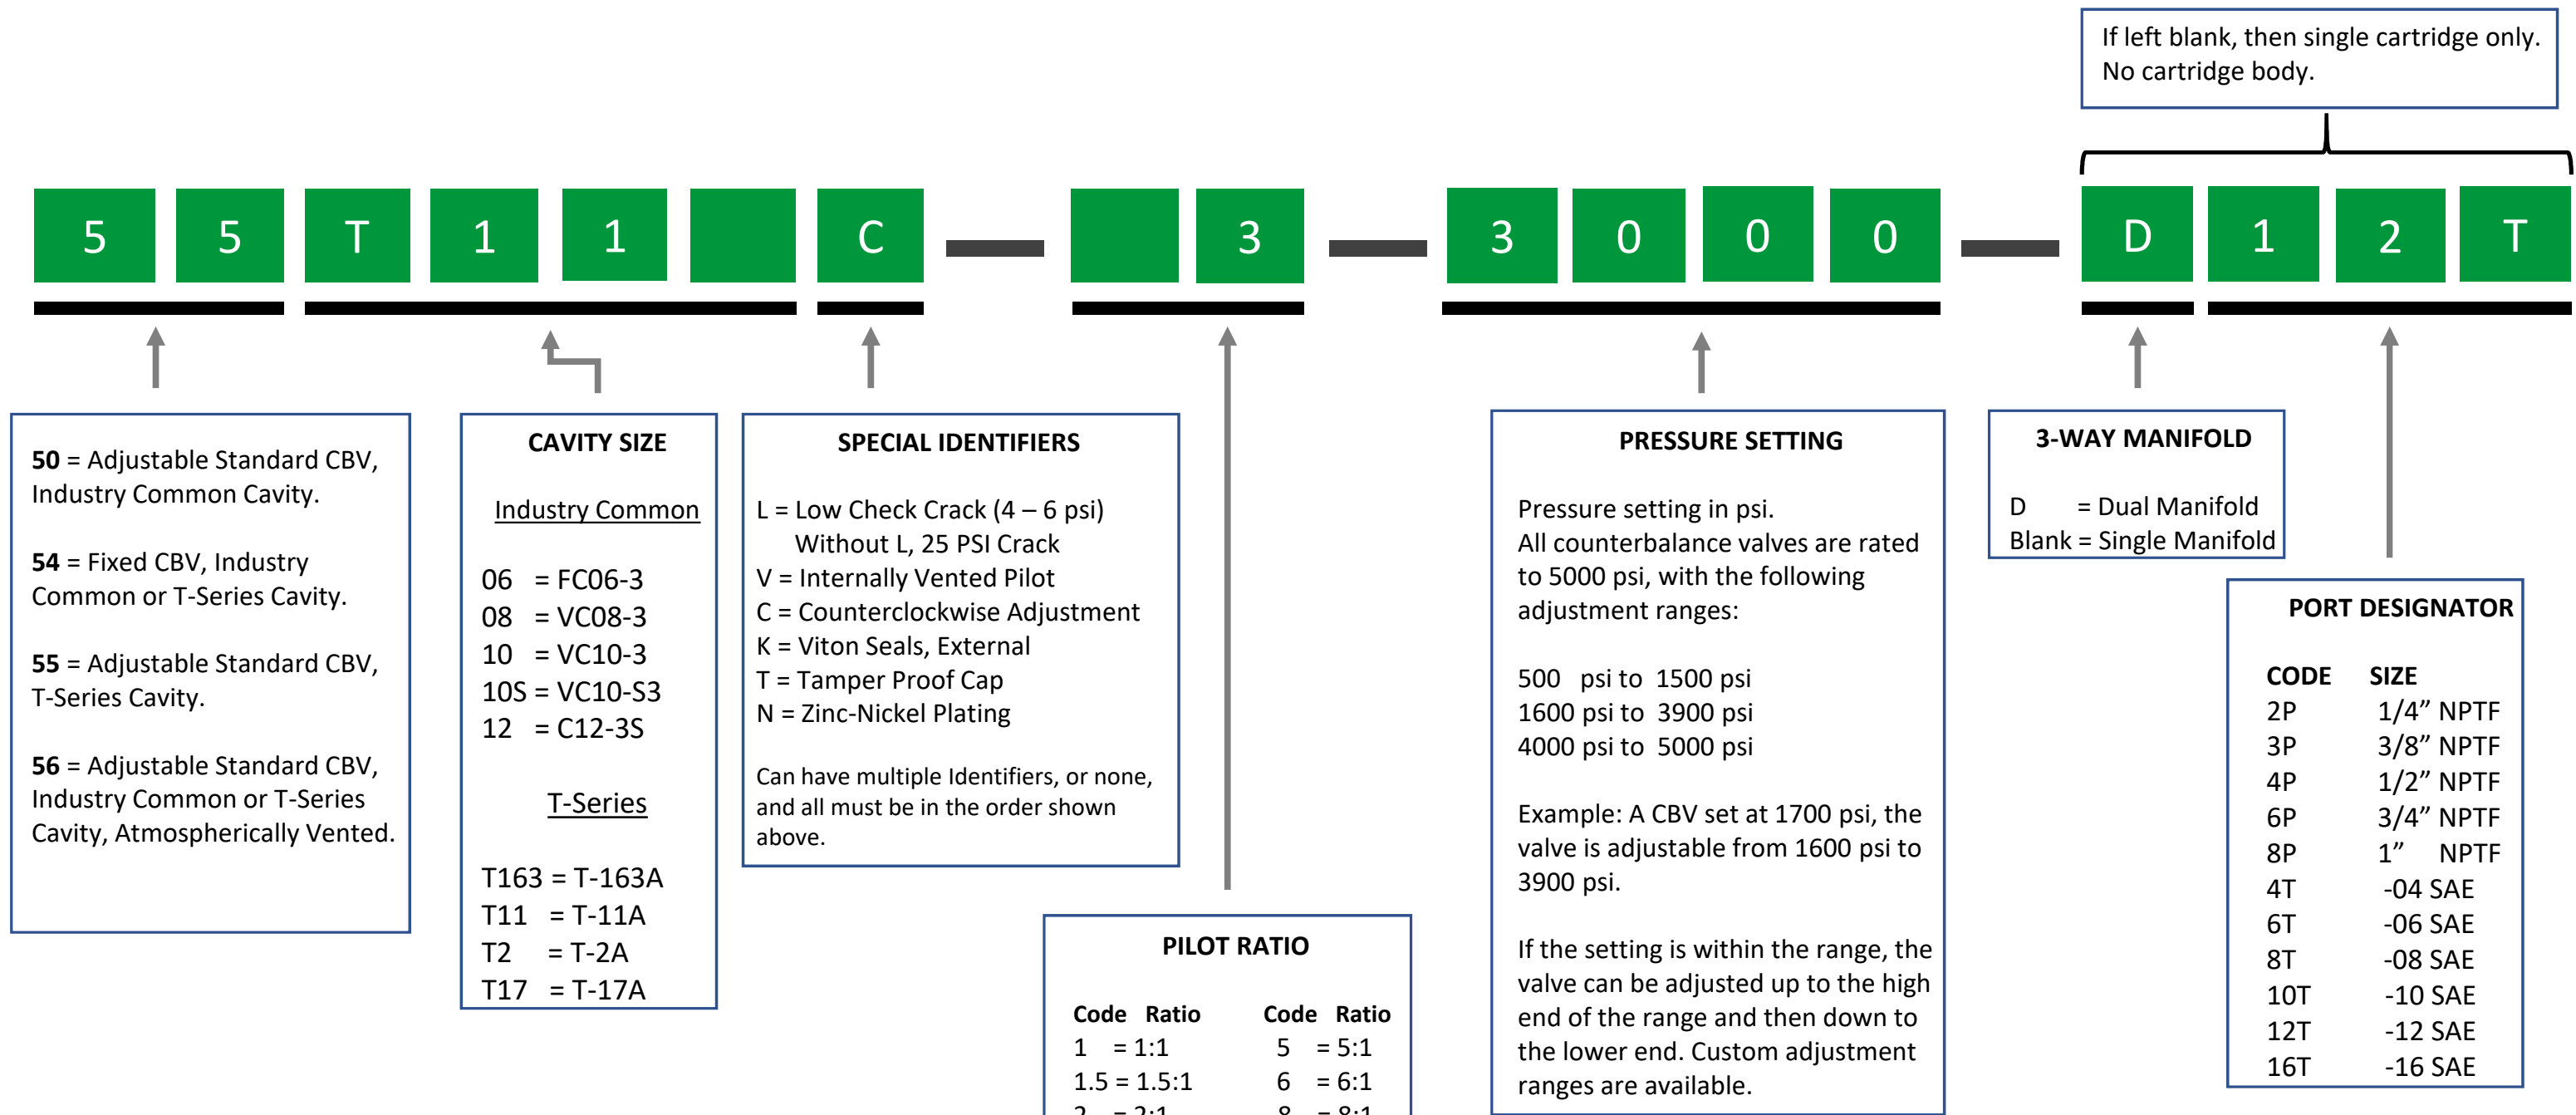 If left blank, then single cartridge only.
No cartridge body.
5 5 T 1 1 C 3 3 0 0 0 D 1 2 T
50 = Adjustable Standard CBV,
Industry Common Cavity.
54 = Fixed CBV, Industry
Common or T-Series Cavity.
55 = Adjustable Standard CBV,
T-Series Cavity.
56 = Adjustable Standard CBV,
Industry Common or T-Series
Cavity, Atmospherically Vented.
CAVITY SIZE
Industry Common
06 = FC06-3
08 = VC08-3
10 = VC10-3
10S = VC10-S3
12 = C12-3S
T-Series
T163 = T-163A
T11 = T-11A
T2 = T-2A
T17 = T-17A
SPECIAL IDENTIFIERS
L = Low Check Crack (4 – 6 psi)
Without L, 25 PSI Crack
V = Internally Vented Pilot
C = Counterclockwise Adjustment
K = Viton Seals, External
T = Tamper Proof Cap
N = Zinc-Nickel Plating
Can have multiple Identifiers, or none,
and all must be in the order shown
above.
PILOT RATIO
Code Ratio Code Ratio
1 = 1:1 5 = 5:1
1.5 = 1.5:1 6 = 6:1
2 = 2:1 8 = 8:1
PRESSURE SETTING
Pressure setting in psi.
All counterbalance valves are rated
to 5000 psi, with the following
adjustment ranges:
500 psi to 1500 psi
1600 psi to 3900 psi
4000 psi to 5000 psi
Example: A CBV set at 1700 psi, the
valve is adjustable from 1600 psi to
3900 psi.
If the setting is within the range, the
valve can be adjusted up to the high
end of the range and then down to
the lower end. Custom adjustment
ranges are available.
3-WAY MANIFOLD
D = Dual Manifold
Blank = Single Manifold
PORT DESIGNATOR
CODE SIZE
2P 1/4” NPTF
3P 3/8” NPTF
4P 1/2” NPTF
6P 3/4” NPTF
8P 1” NPTF
4T -04 SAE
6T -06 SAE
8T -08 SAE
10T -10 SAE
12T -12 SAE
16T -16 SAE